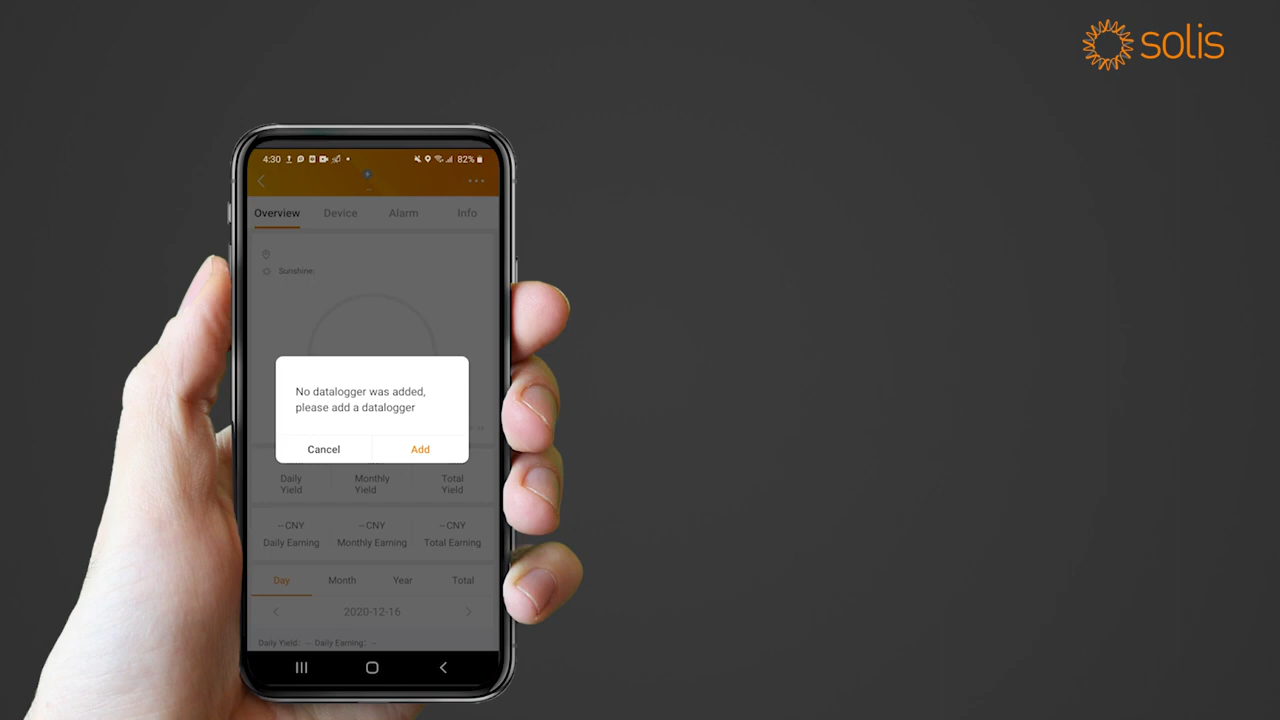 solis
4:30 82%
Overview Device Alarm Info
Sunshine:
No datalogger was added,
please add a datalogger
Cancel Add
Daily Yield Monthly Yield Total Yield
--CNY --CNY --CNY
Daily Earning Monthly Earning Total Earning
Day Month Year Total
2020-12-16
Daily Yield: -- Daily Earning: --